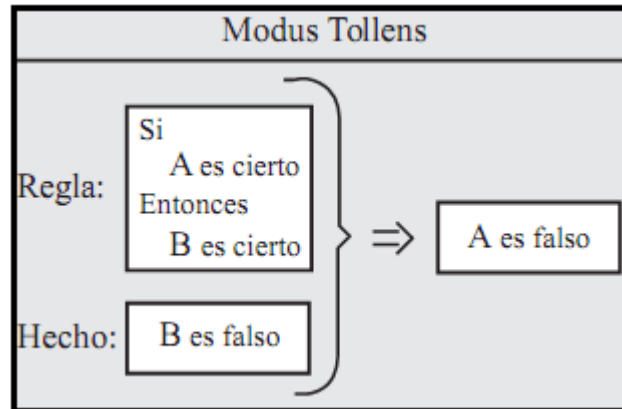 Modus Tollens
Regla:
Si
A es cierto
Entonces
B es cierto
Hecho:
B es falso
A es falso